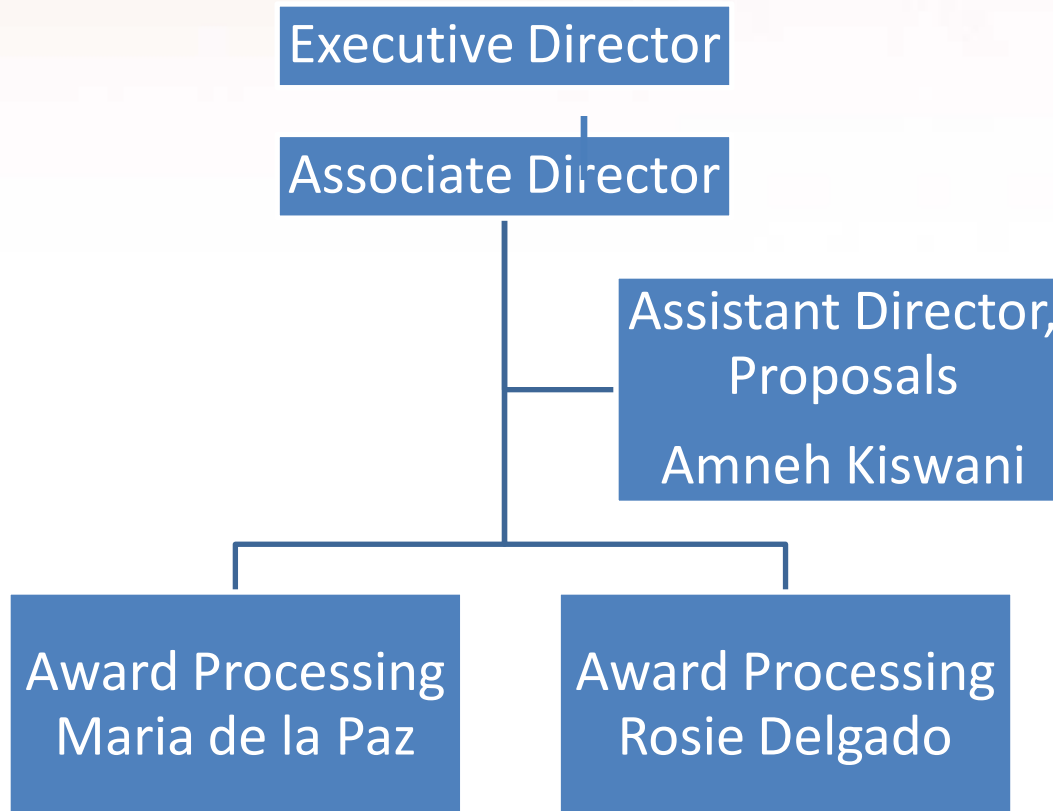 Executive Director
Associate Director
Assistant Director,
Proposals
Amneh Kiswani
Award Processing
Maria de la Paz
Award Processing
Rosie Delgado